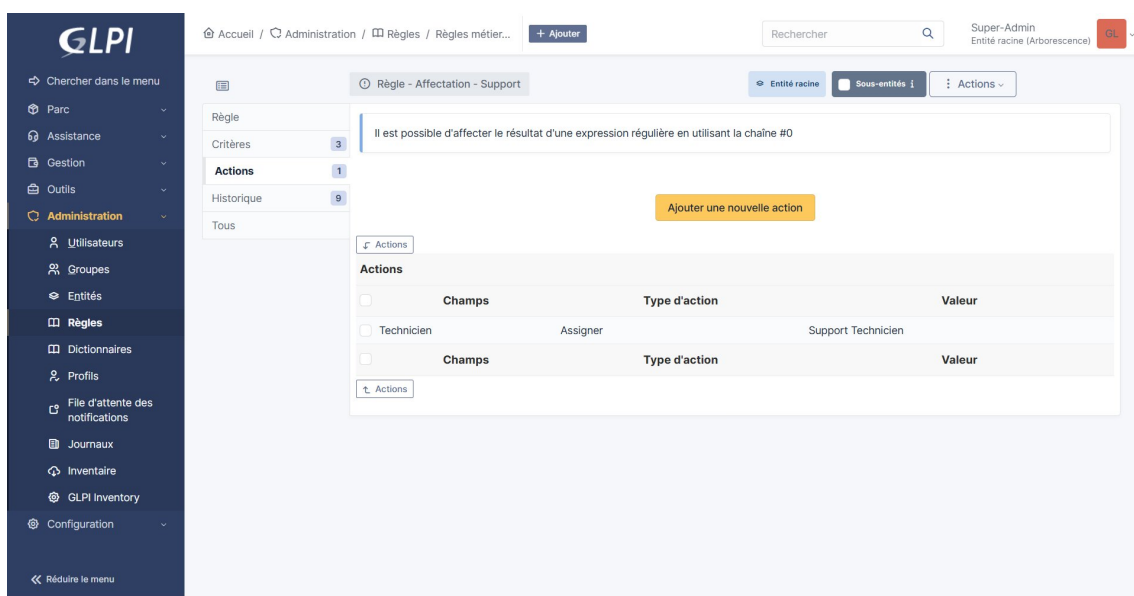 GLPI
Accueil / Administration / Règles / Règles métier...
+ Ajouter
Rechercher
Super-Admin
Entité racine (Arborescence)
GL
Chercher dans le menu
Parc
Assistance
Gestion
Outils
Administration
Utilisateurs
Groupes
Entités
Règles
Dictionnaires
Profils
File d'attente des
notifications
Journaux
Inventaire
GLPI Inventory
Configuration
Réduire le menu
Règle
Critères 3
Actions 1
Historique 9
Tous
Règle - Affectation - Support
Entité racine
Sous-entités i
Actions
Il est possible d'affecter le résultat d'une expression régulière en utilisant la chaîne #0
Ajouter une nouvelle action
Actions
Actions
Champs Type d'action Valeur
Technicien Assigner Support Technicien
Champs Type d'action Valeur
Actions